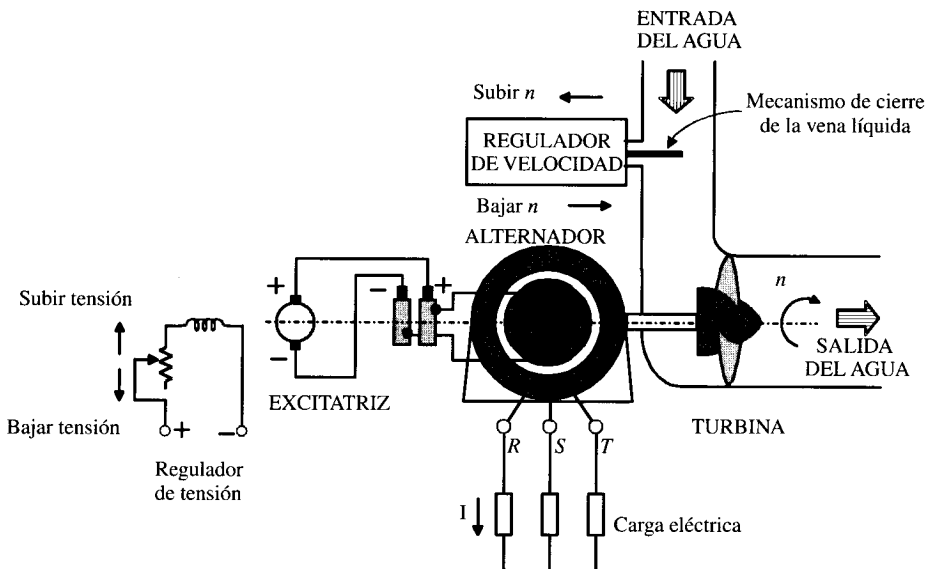 ENTRADA
DEL AGUA
Subir n
Mecanismo de cierre
de la vena líquida
REGULADOR
DE VELOCIDAD
Bajar n
ALTERNADOR
Subir tensión
+
-
+
n
-
SALIDA
DEL AGUA
EXCITATRIZ
Bajar tensión
+
-
TURBINA
R
S
T
Regulador
de tensión
I
Carga eléctrica